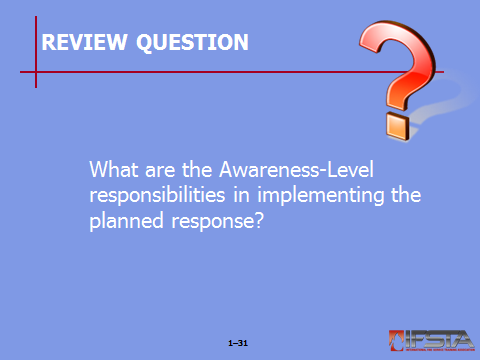 REVIEW QUESTION
What are the Awareness-Level
responsibilities in implementing the
planned response?
1–31
IFSTA